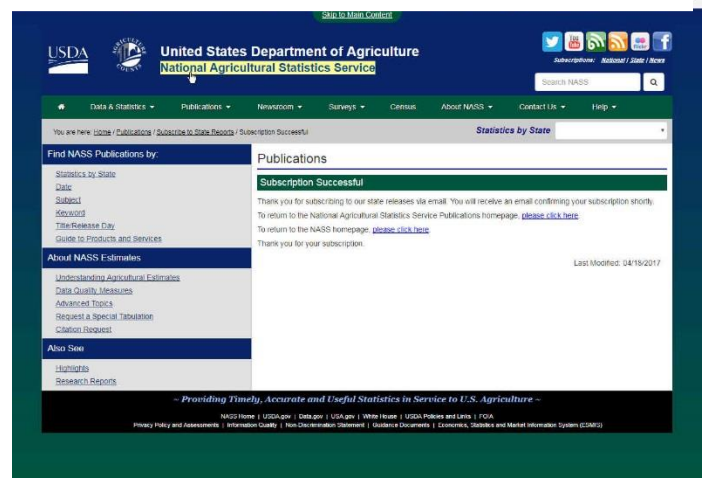 Skip to Main Content
USDA
AGRICULTURE COUNTS
United States Department of Agriculture
National Agricultural Statistics Service
You Tube
Subscriptions: National / State / News
Search NASS
Data & Statistics
Publications
Newsroom
Surveys
Census
About NASS
Contact Us
Help
You are here: Home / Publications / Subscribe to State Reports / Subscription Successful
Statistics by State
Find NASS Publications by:
Statistics by State
Date
Subject
Keyword
Title/Release Day
Guide to Products and Services
About NASS Estimates
Understanding Agricultural Estimates
Data Quality Measures
Advanced Topics
Request a Special Tabulation
Citation Request
Also See
Highlights
Research Reports
Publications
Subscription Successful
Thank you for subscribing to our state releases via email. You will receive an email confirming your subscription shortly.
To return to the National Agricultural Statistics Service Publications homepage, please click here.
To return to the NASS homepage, please click here.
Thank you for your subscription.
Last Modified: 04/18/2017
~ Providing Timely, Accurate and Useful Statistics in Service to U.S. Agriculture ~
NASS Home | USDA.gov | Data.gov | USA.gov | White House | USDA Policies and Links | FOIA
Privacy Policy and Assessments | Information Quality | Non-Discrimination Statement | Guidance Documents | Economics, Statistics and Market Information System (ESMIS)